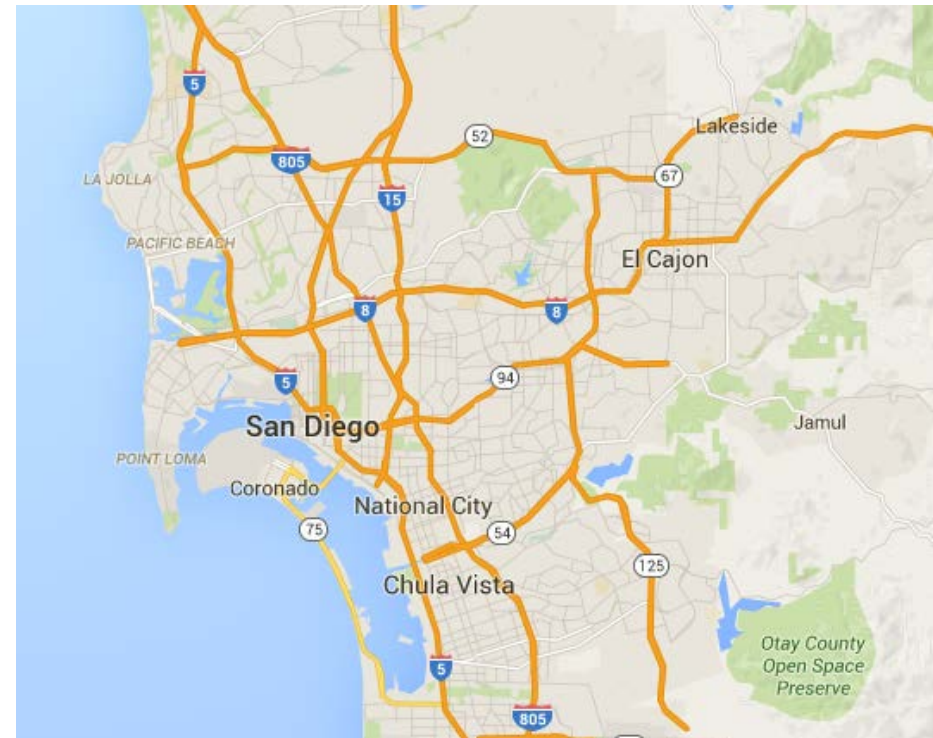 5
52
Lakeside
805
67
LA JOLLA
15
PACIFIC BEACH
El Cajon
8
8
5
94
San Diego
Jamul
POINT LOMA
Coronado
National City
75
54
125
Chula Vista
Otay County
Open Space
Preserve
5
805